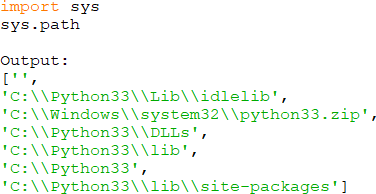 import sys
sys.path
Output:
['',
'C:\\Python33\\Lib\\idlelib',
'C:\\Windows\\system32\\python33.zip',
'C:\\Python33\\DLLs',
'C:\\Python33\\lib',
'C:\\Python33',
'C:\\Python33\\lib\\site-packages']